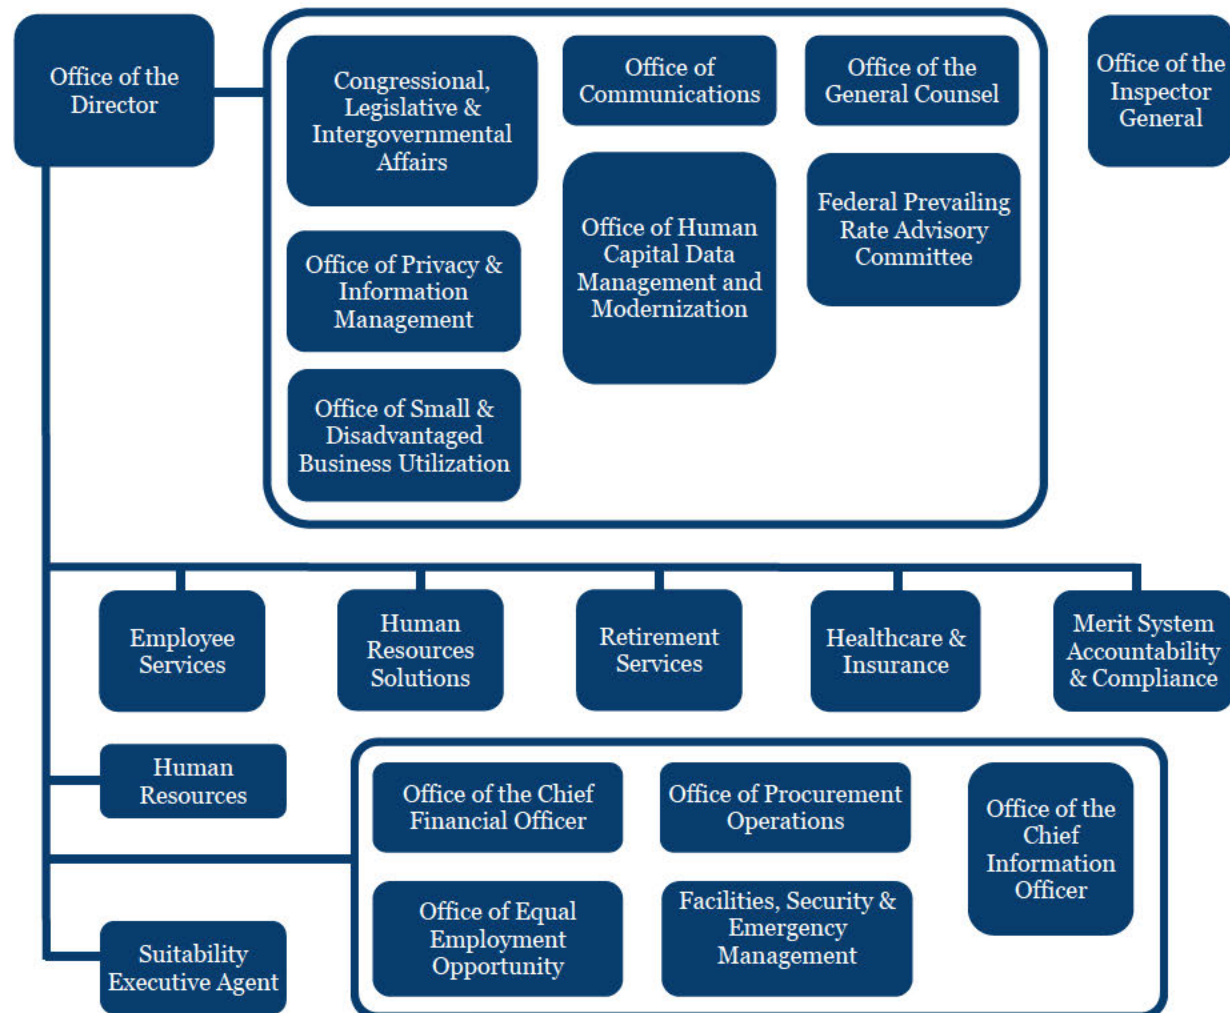 Office of the
Director
Congressional,
Legislative &
Intergovernmental
Affairs
Office of
Communications
Office of the
General Counsel
Office of the
Inspector
General
Office of Privacy &
Information
Management
Office of Human
Capital Data
Management and
Modernization
Federal Prevailing
Rate Advisory
Committee
Office of Small &
Disadvantaged
Business Utilization
Employee
Services
Human
Resources
Solutions
Retirement
Services
Healthcare &
Insurance
Merit System
Accountability
& Compliance
Human
Resources
Office of the Chief
Financial Officer
Office of Procurement
Operations
Office of the
Chief
Information
Officer
Office of Equal
Employment
Opportunity
Facilities, Security &
Emergency
Management
Suitability
Executive Agent